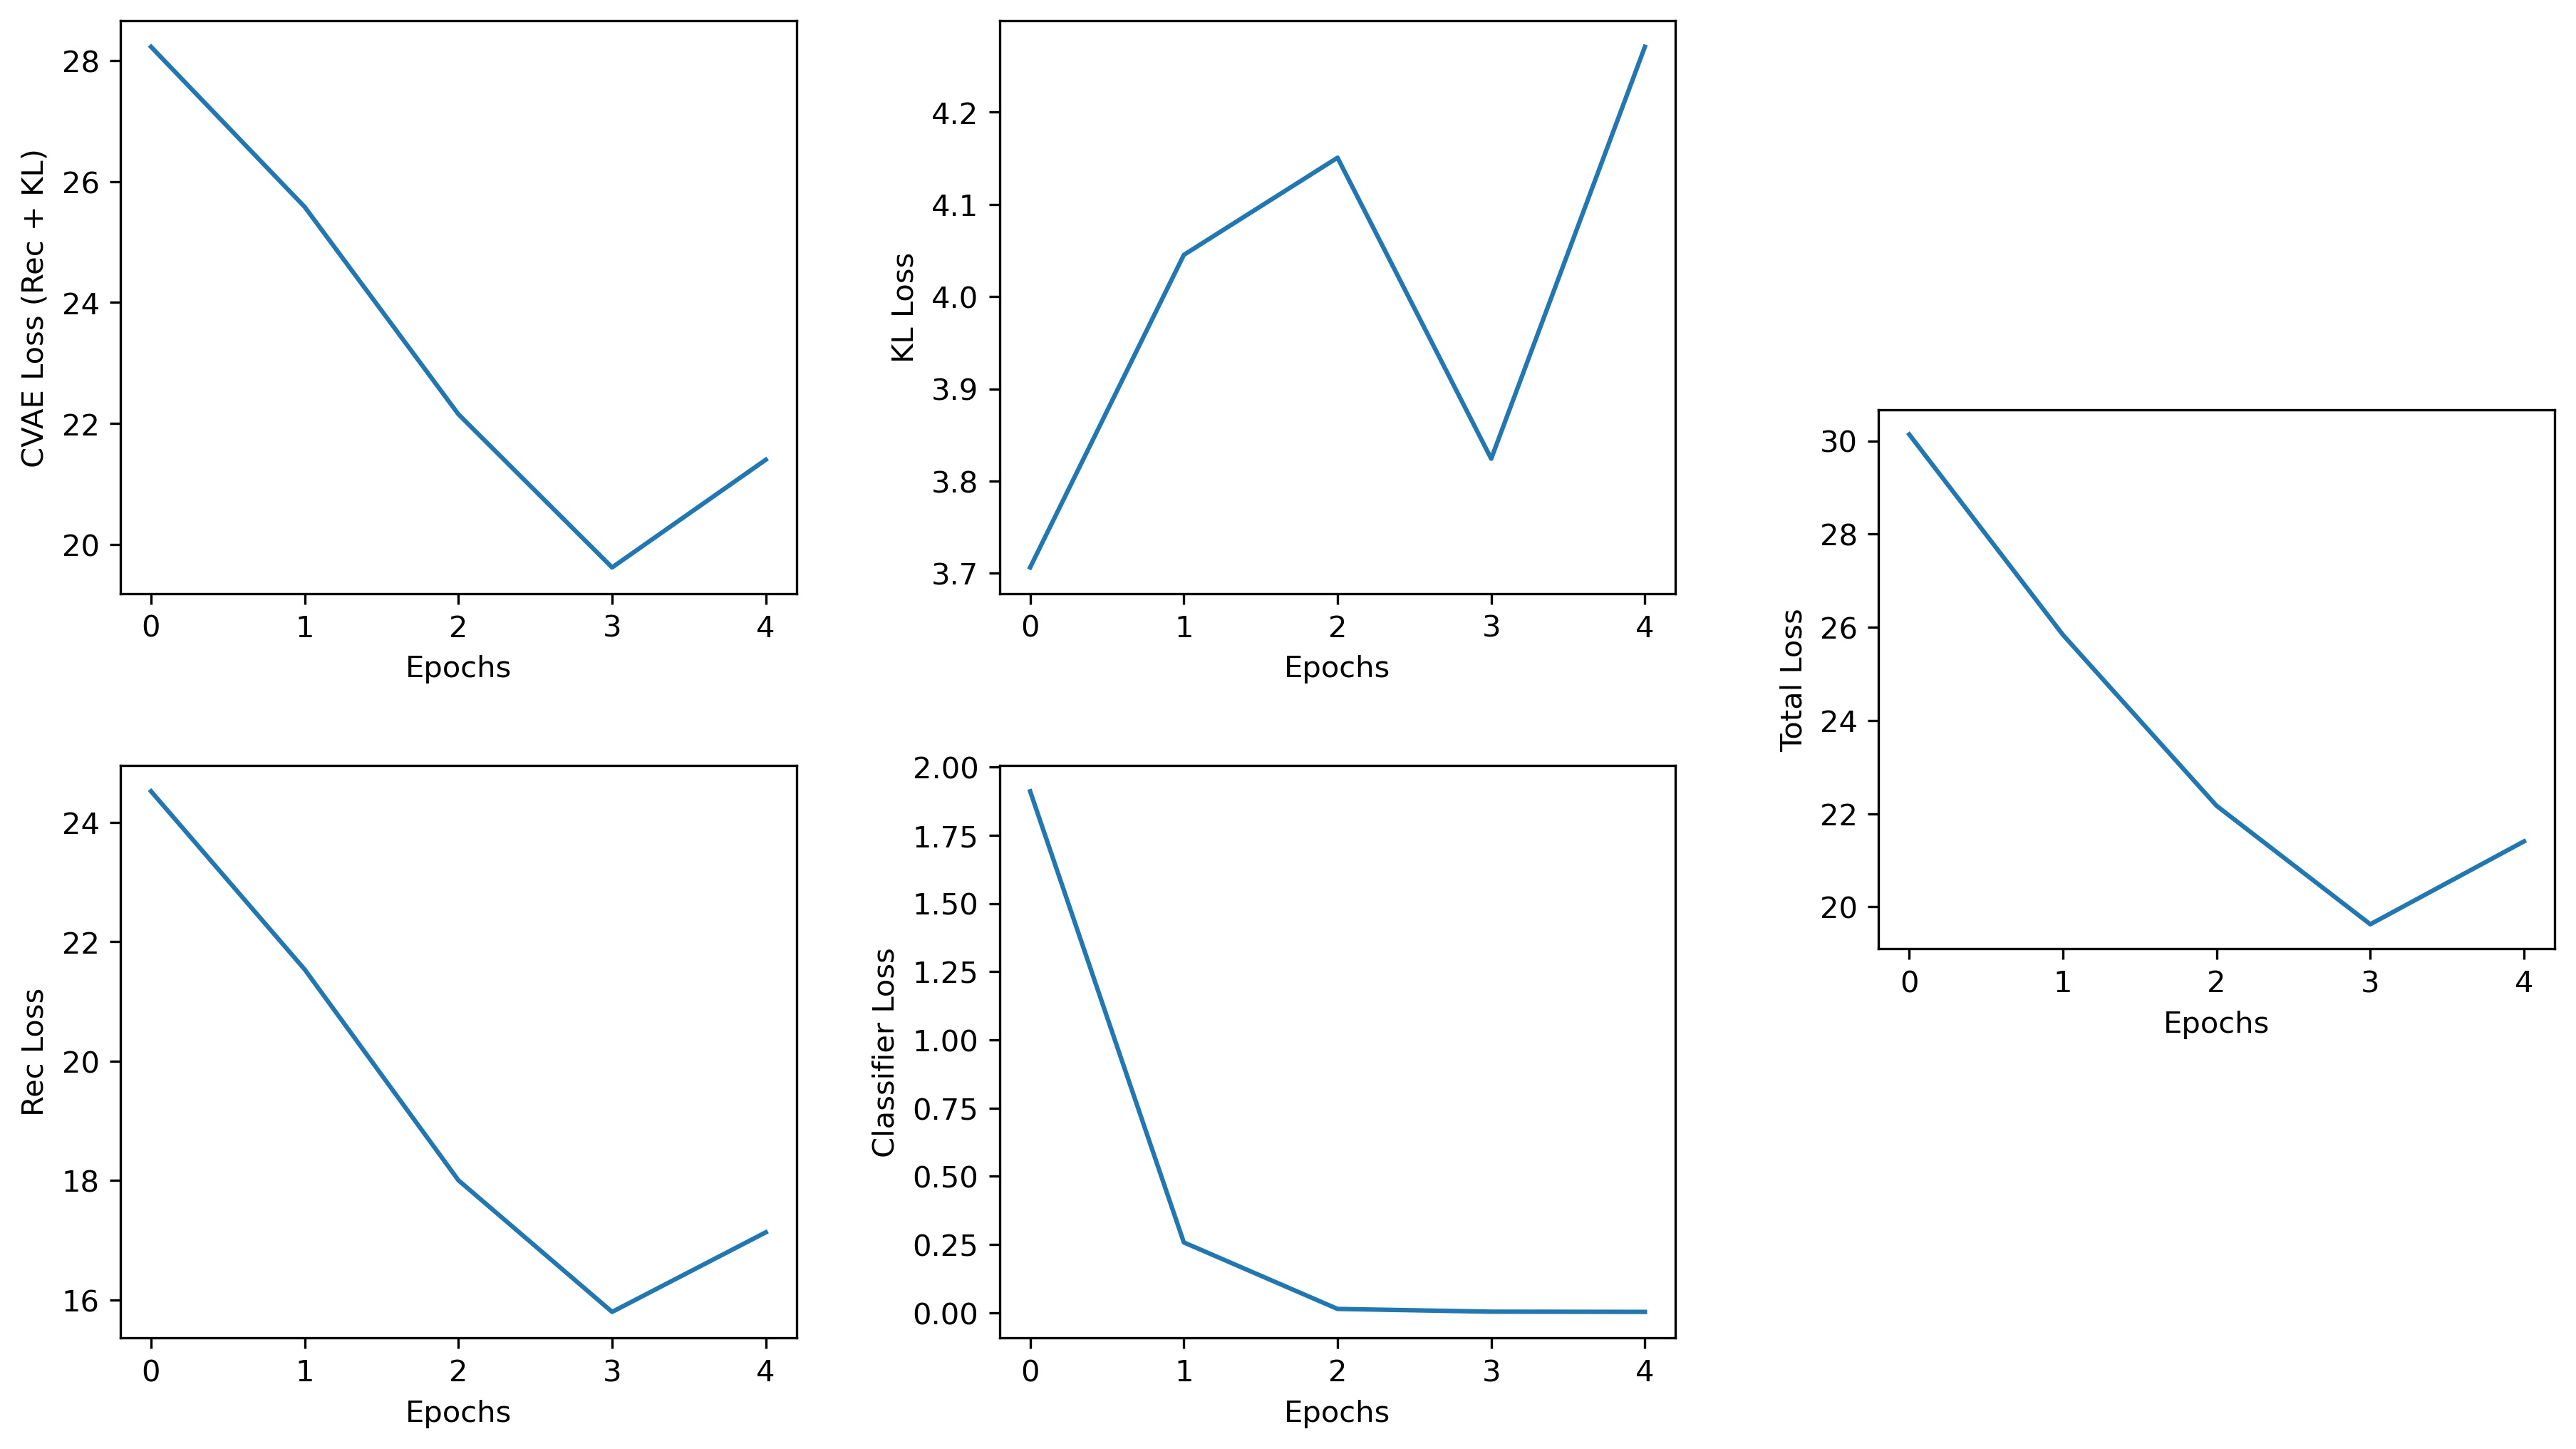 CVAE Loss (Rec + KL)
28
26
24
22
20
0 1 2 3 4
Epochs
KL Loss
4.2
4.1
4.0
3.9
3.8
3.7
0 1 2 3 4
Epochs
Rec Loss
24
22
20
18
16
0 1 2 3 4
Epochs
Classifier Loss
2.00
1.75
1.50
1.25
1.00
0.75
0.50
0.25
0.00
0 1 2 3 4
Epochs
Total Loss
30
28
26
24
22
20
0 1 2 3 4
Epochs